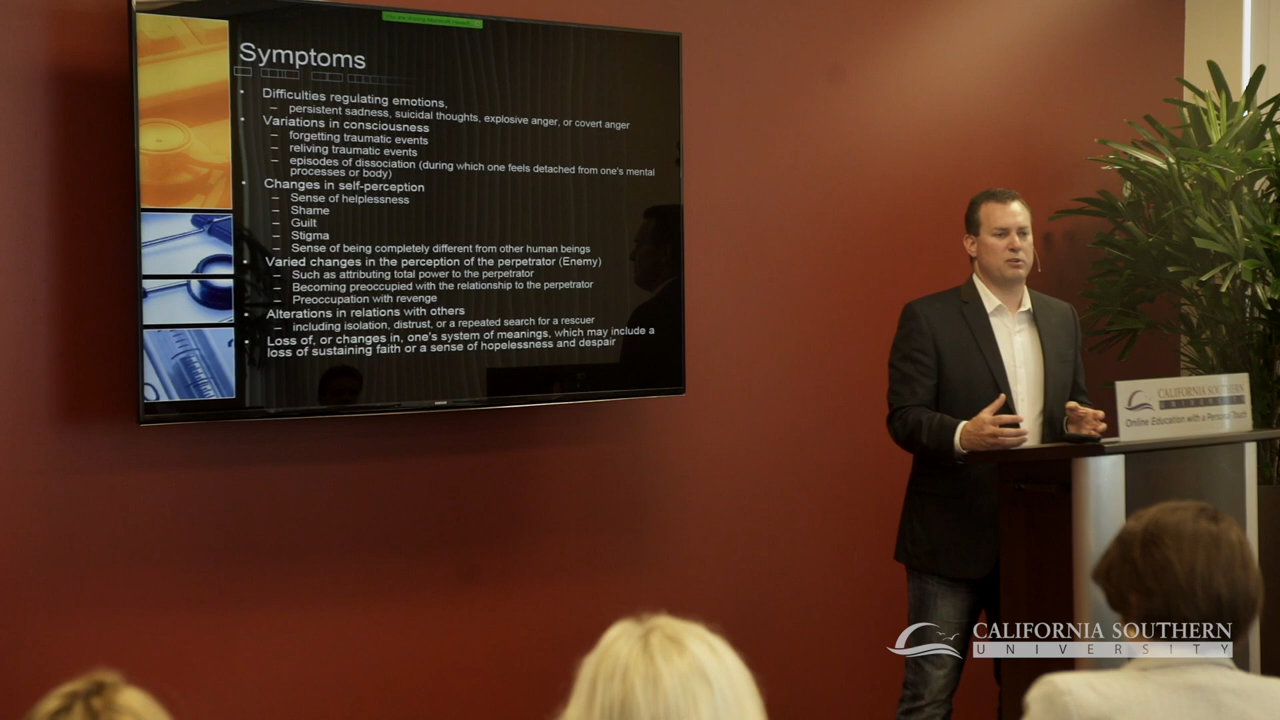 Symptoms
Difficulties regulating emotions,
– persistent sadness, suicidal thoughts, explosive anger, or covert anger
Variations in consciousness
– forgetting traumatic events
– reliving traumatic events
– episodes of dissociation (during which one feels detached from one's mental
processes or body)
Changes in self-perception
– Sense of helplessness
– Shame
– Guilt
– Stigma
– Sense of being completely different from other human beings
Varied changes in the perception of the perpetrator (Enemy)
– Such as attributing total power to the perpetrator
– Becoming preoccupied with the relationship to the perpetrator
– Preoccupation with revenge
Alterations in relations with others
– including isolation, distrust, or a repeated search for a rescuer
Loss of, or changes in, one's system of meanings, which may include a
loss of sustaining faith or a sense of hopelessness and despair
CALIFORNIA SOUTHERN
UNIVERSITY
Online Education with a Personal Touch
CALIFORNIA SOUTHERN
UNIVERSITY